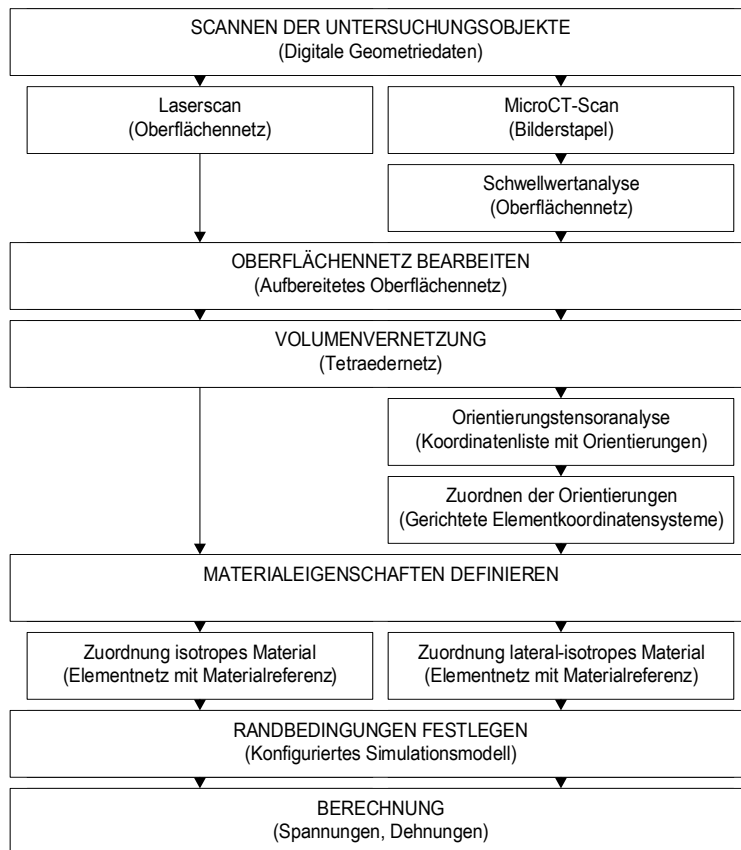 SCANNEN DER UNTERSUCHUNGSOBJEKTE
(Digitale Geometriedaten)
Laserscan
(Oberflächennetz)
MicroCT-Scan
(Bilderstapel)
Schwellwertanalyse
(Oberflächennetz)
OBERFLÄCHENNETZ BEARBEITEN
(Aufbereitetes Oberflächennetz)
VOLUMENVERNETZUNG
(Tetraedernetz)
Orientierungstensoranalyse
(Koordinatenliste mit Orientierungen)
Zuordnen der Orientierungen
(Gerichtete Elementkoordinatensysteme)
MATERIALEIGENSCHAFTEN DEFINIEREN
Zuordnung isotropes Material
(Elementnetz mit Materialreferenz)
Zuordnung lateral-isotropes Material
(Elementnetz mit Materialreferenz)
RANDBEDINGUNGEN FESTLEGEN
(Konfiguriertes Simulationsmodell)
BERECHNUNG
(Spannungen, Dehnungen)